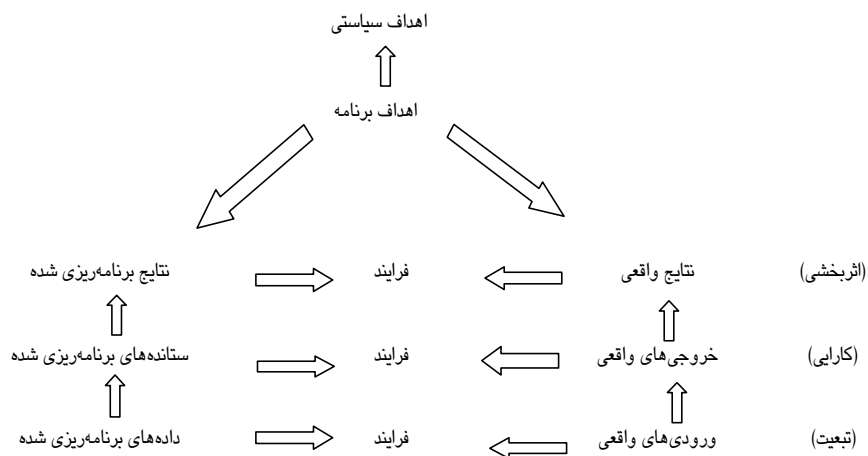 اهداف سیاستی
اهداف برنامه
(اثربخشی) نتایج واقعی فرایند نتایج برنامه‌ریزی شده
(کارایی) خروجی‌های واقعی فرایند ستانده‌های برنامه‌ریزی شده
(تبعیت) ورودی‌های واقعی فرایند داده‌های برنامه‌ریزی شده